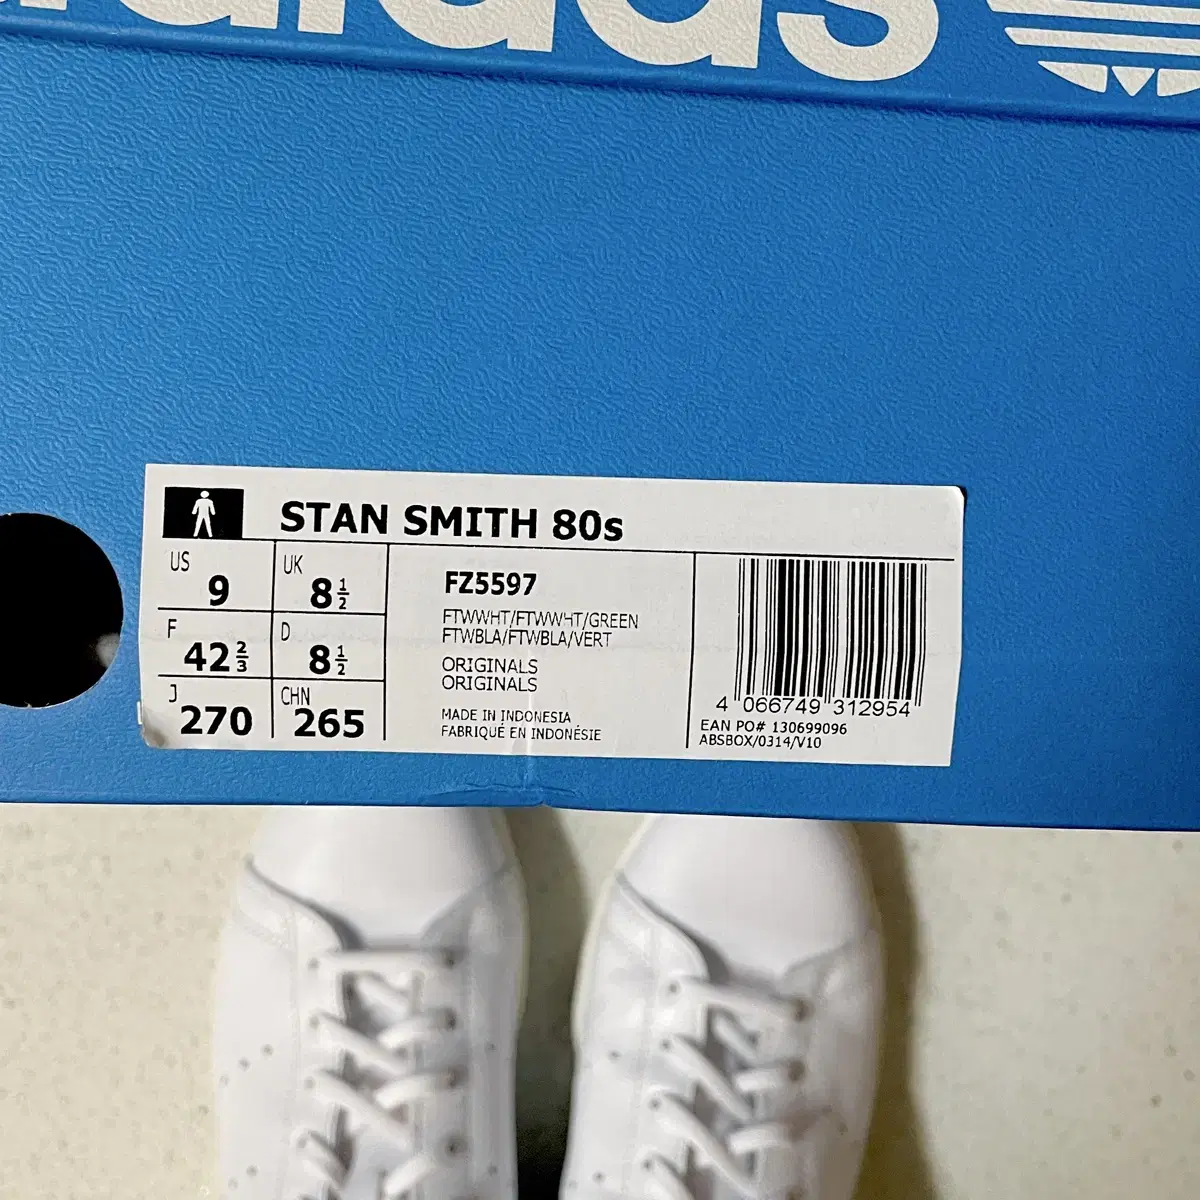 adidas
STAN SMITH 80s
US 9
UK 8 1/2
F 42 2/3
D 8 1/2
J 270
CHN 265
FZ5597
FTWWHT/FTWWHT/GREEN
FTWBLA/FTWBLA/VERT
ORIGINALS
ORIGINALS
MADE IN INDONESIA
FABRIQUÉ EN INDONÉSIE
4 066749 312954
EAN PO# 130699096
ABSBOX/0314/V10